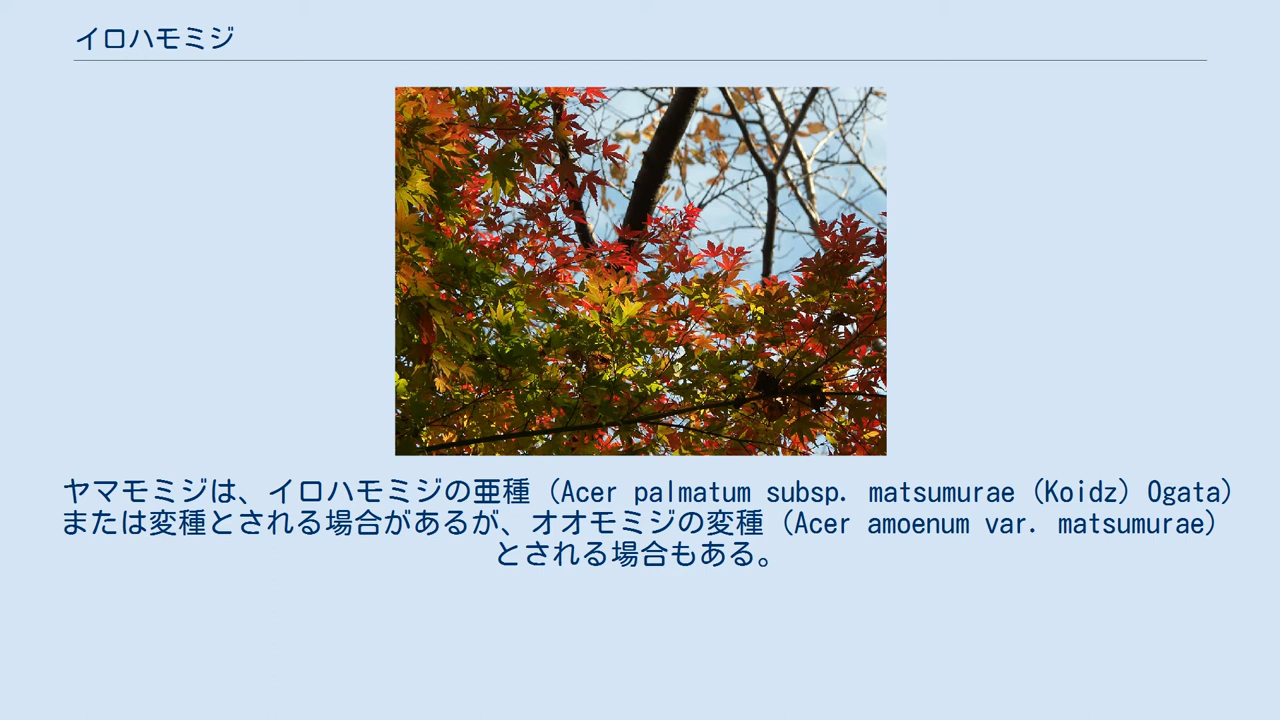 イロハモミジ
ヤマモミジは、イロハモミジの亜種（Acer palmatum subsp. matsumurae（Koidz）Ogata）
または変種とされる場合があるが、オオモミジの変種（Acer amoenum var. matsumurae）
とされる場合もある。